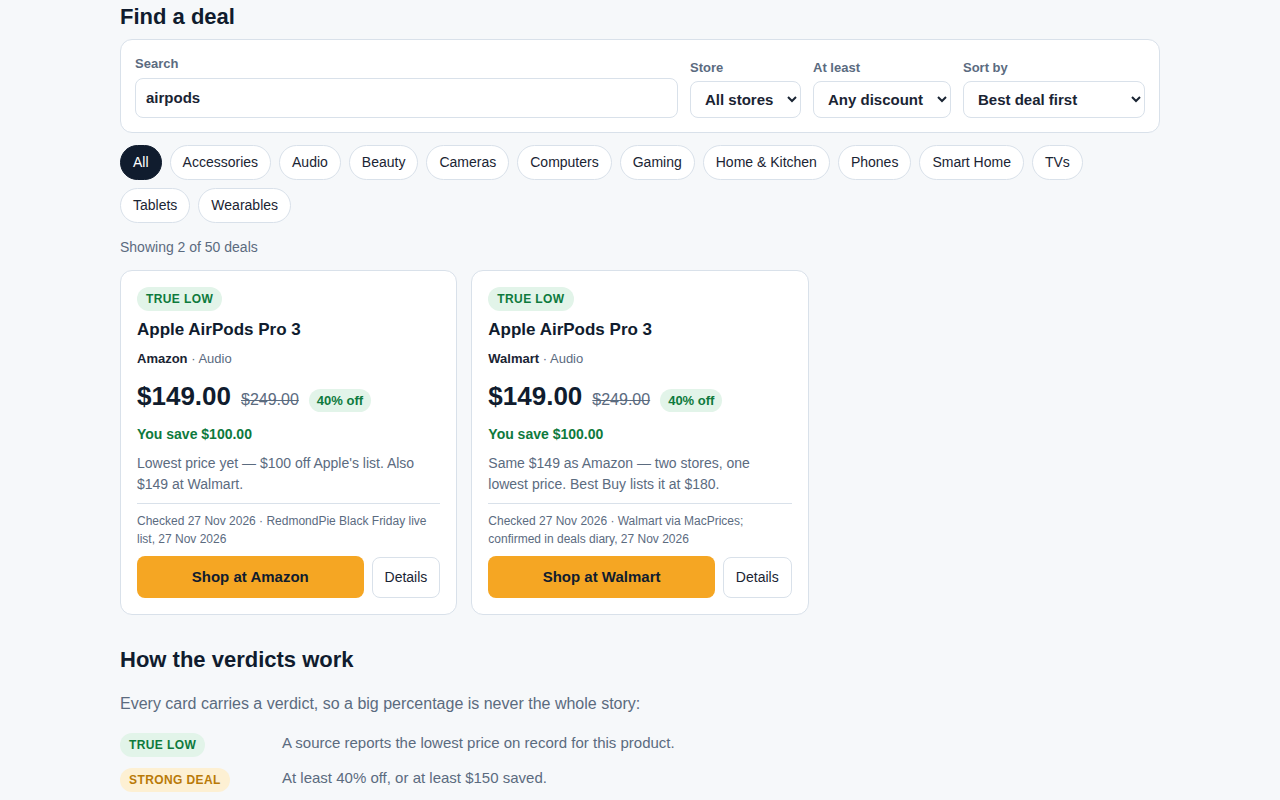 Find a deal
Search
Store
At least
Sort by
airpods
All stores
Any discount
Best deal first
All
Accessories
Audio
Beauty
Cameras
Computers
Gaming
Home & Kitchen
Phones
Smart Home
TVs
Tablets
Wearables
Showing 2 of 50 deals
TRUE LOW
Apple AirPods Pro 3
Amazon · Audio
$149.00 $249.00 40% off
You save $100.00
Lowest price yet — $100 off Apple's list. Also
$149 at Walmart.
Checked 27 Nov 2026 · RedmondPie Black Friday live
list, 27 Nov 2026
Shop at Amazon
Details
TRUE LOW
Apple AirPods Pro 3
Walmart · Audio
$149.00 $249.00 40% off
You save $100.00
Same $149 as Amazon — two stores, one
lowest price. Best Buy lists it at $180.
Checked 27 Nov 2026 · Walmart via MacPrices;
confirmed in deals diary, 27 Nov 2026
Shop at Walmart
Details
How the verdicts work
Every card carries a verdict, so a big percentage is never the whole story:
TRUE LOW
A source reports the lowest price on record for this product.
STRONG DEAL
At least 40% off, or at least $150 saved.